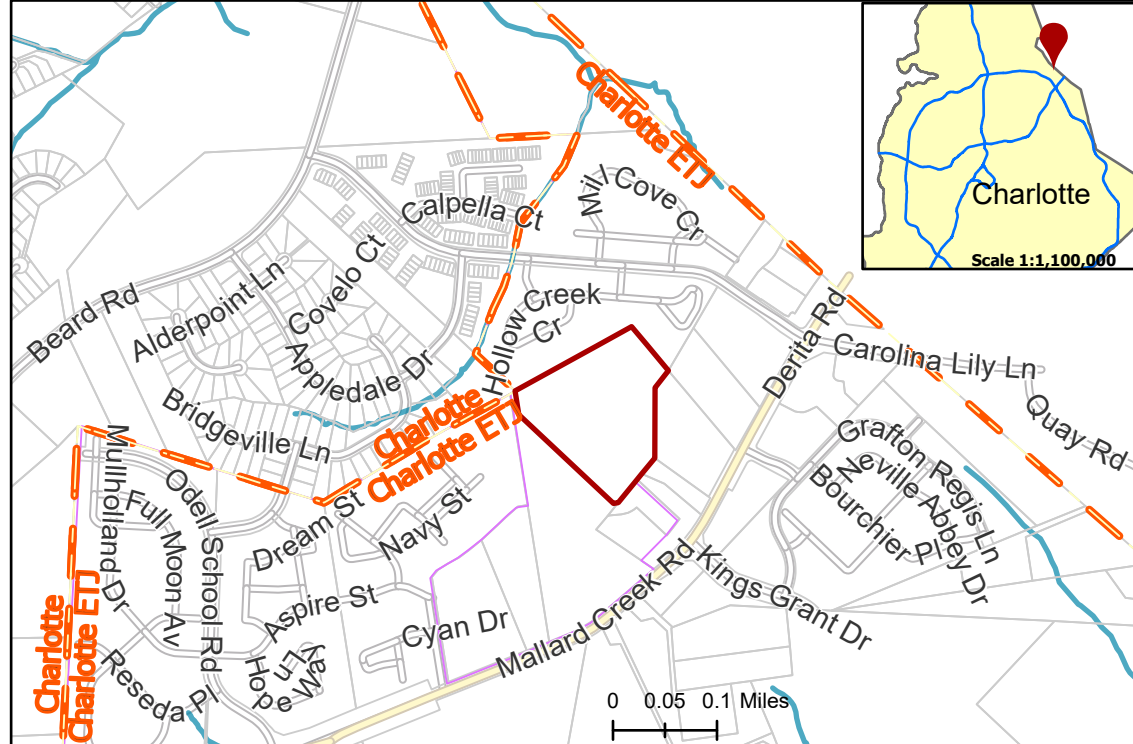 Charlotte
Scale 1:1,100,000
Charlotte ETJ
Mill Cove Cr
Calpella Ct
Beard Rd
Alderpoint Ln
Covelo Ct
Appledale Dr
Hollow Creek Cr
Derita Rd
Carolina Lily Ln
Quay Rd
Bridgeville Ln
Charlotte
Charlotte ETJ
Grafton Regis Ln
Neville Abbey Dr
Bourchier Pl
Mullholland Dr
Full Moon Av
Odell School Rd
Dream St
Navy St
Kings Grant Dr
Mallard Creek Rd
Aspire St
Cyan Dr
Hope Way Ln
Reseda Pl
Charlotte
Charlotte ETJ
0 0.05 0.1 Miles